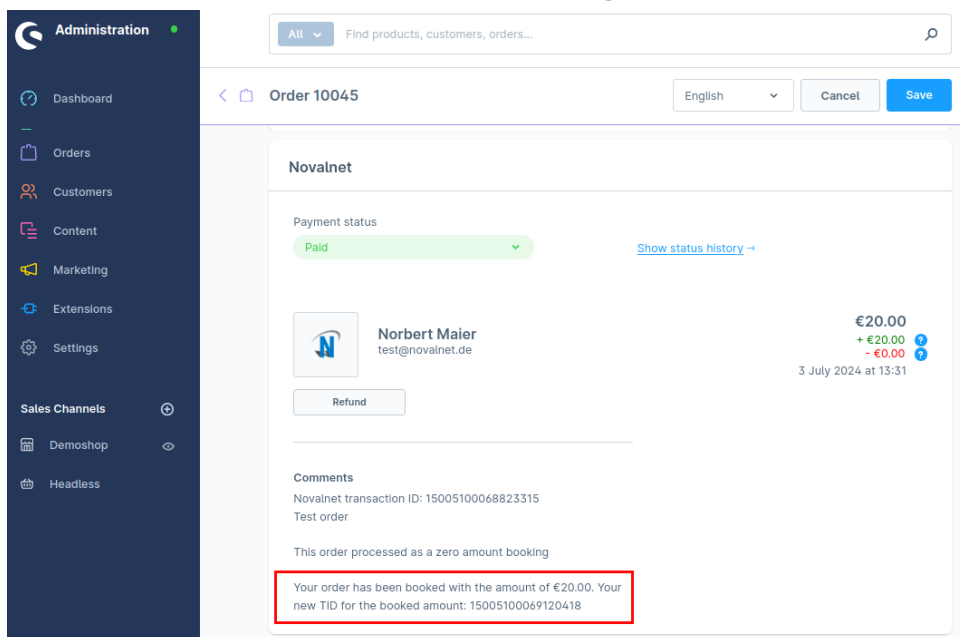 Administration
All
Find products, customers, orders...
Order 10045
English
Cancel
Save
Dashboard
Orders
Customers
Content
Marketing
Extensions
Settings
Sales Channels
Demoshop
Headless
Novalnet
Payment status
Paid
Show status history→
N
Norbert Maier
test@novalnet.de
€20.00
+ €20.00 ?
- €0.00 ?
3 July 2024 at 13:31
Refund
Comments
Novalnet transaction ID: 15005100068823315
Test order
This order processed as a zero amount booking
Your order has been booked with the amount of €20.00. Your
new TID for the booked amount: 15005100069120418